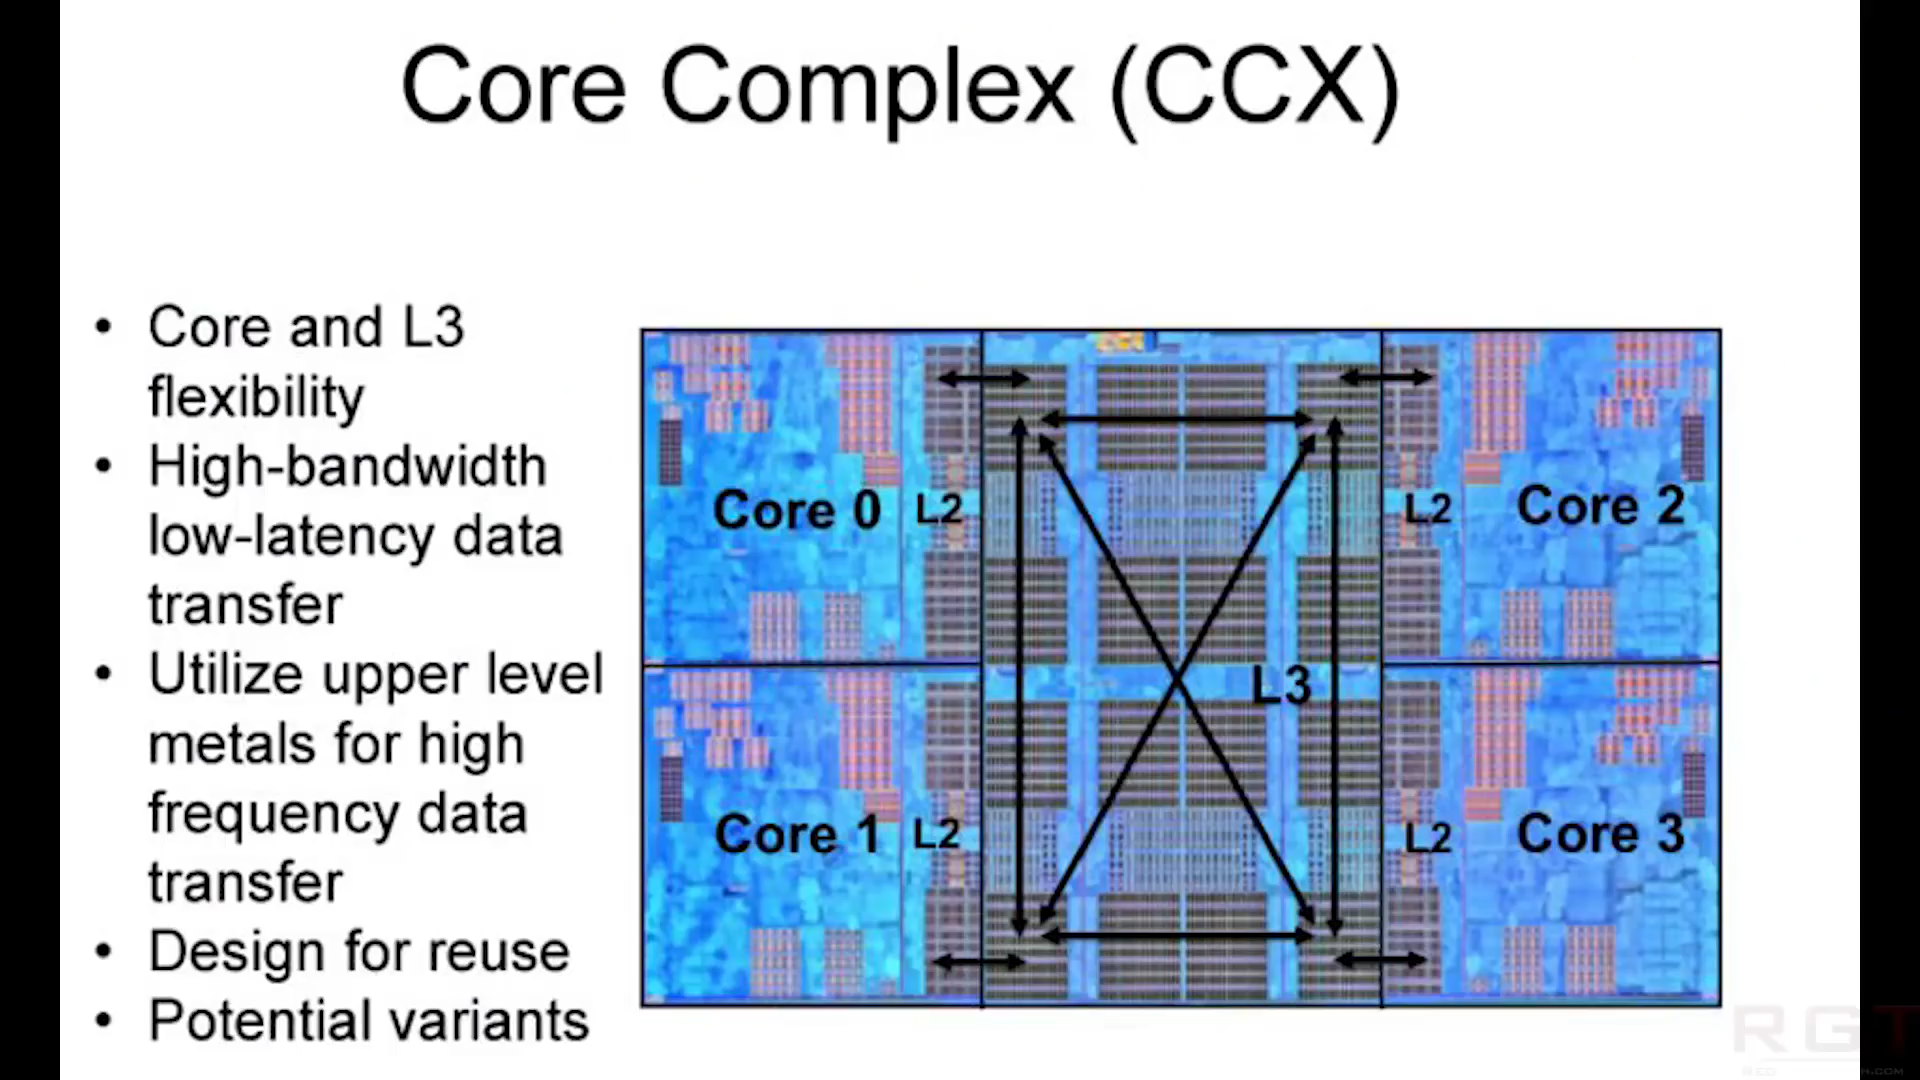 Core Complex (CCX)
• Core and L3
flexibility
• High-bandwidth
low-latency data
transfer
• Utilize upper level
metals for high
frequency data
transfer
• Design for reuse
• Potential variants
Core 0
L2
L2
Core 2
L3
Core 1
L2
L2
Core 3
RGT